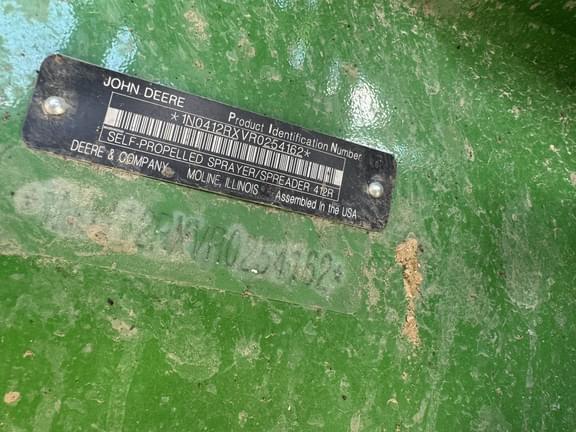 JOHN DEERE
Product Identification Number
*1N0412RXVR0254162*
SELF-PROPELLED SPRAYER/SPREADER 412R
DEERE & COMPANY MOLINE, ILLINOIS Assembled in the USA
VR0254162*